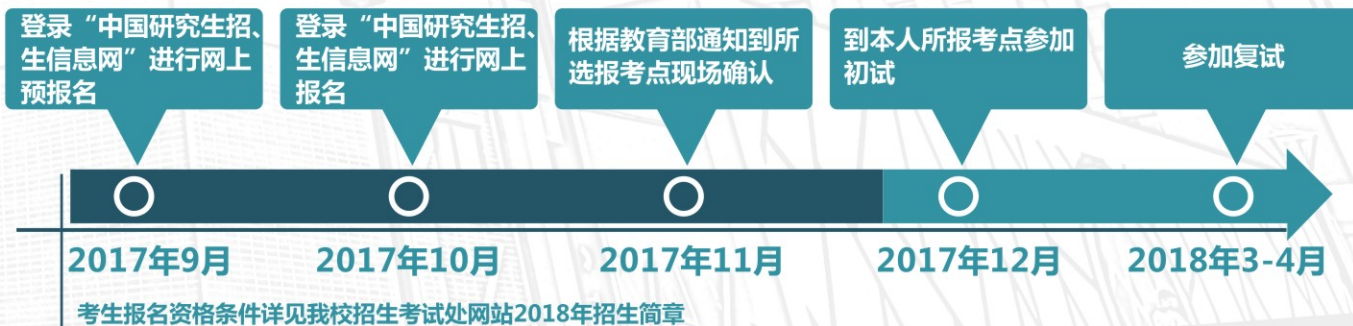 登录“中国研究生招、
生信息网”进行网上
预报名
登录“中国研究生招、
生信息网”进行网上
报名
根据教育部通知到所
选报考点现场确认
到本人所报考点参加
初试
参加复试
2017年9月
2017年10月
2017年11月
2017年12月
2018年3-4月
考生报名资格条件详见我校招生考试处网站2018年招生简章